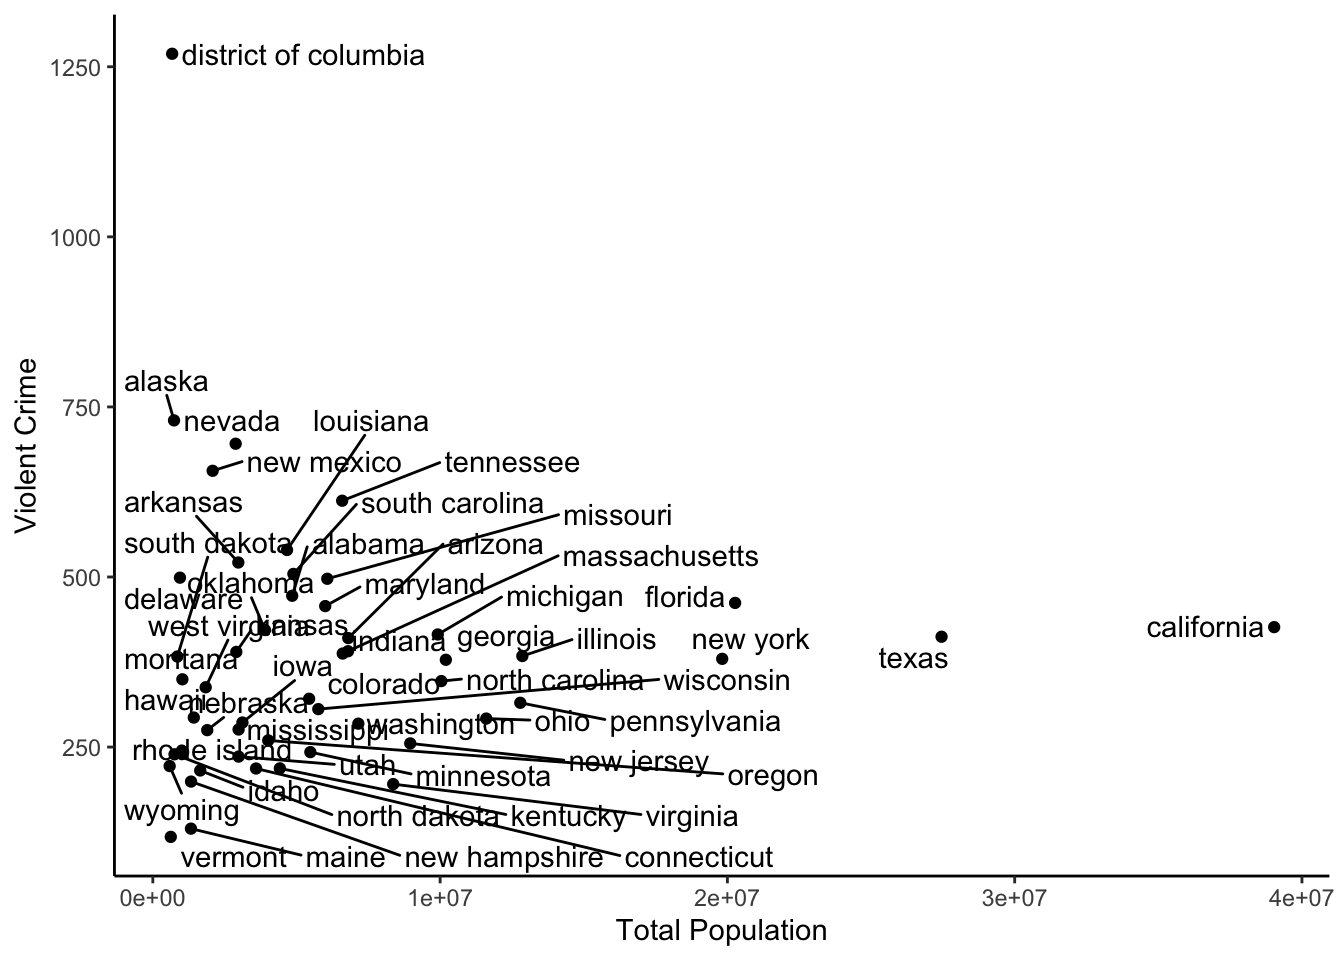 district of columbia
1250
1000
alaska
750
nevada
louisiana
new mexico
tennessee
arkansas
south carolina
missouri
south dakota
alabama
arizona
massachusetts
500
oklahoma
maryland
delaware
michigan
florida
west virginia
kansas
california
indiana
georgia
illinois
new york
montana
texas
iowa
colorado
north carolina
wisconsin
hawaii
nebraska
mississippi
washington
ohio
pennsylvania
250
rhode island
utah
new jersey
minnesota
oregon
idaho
wyoming
north dakota
kentucky
virginia
vermont
maine
new hampshire
connecticut
0e+00
1e+07
2e+07
3e+07
4e+07
Total Population
Violent Crime